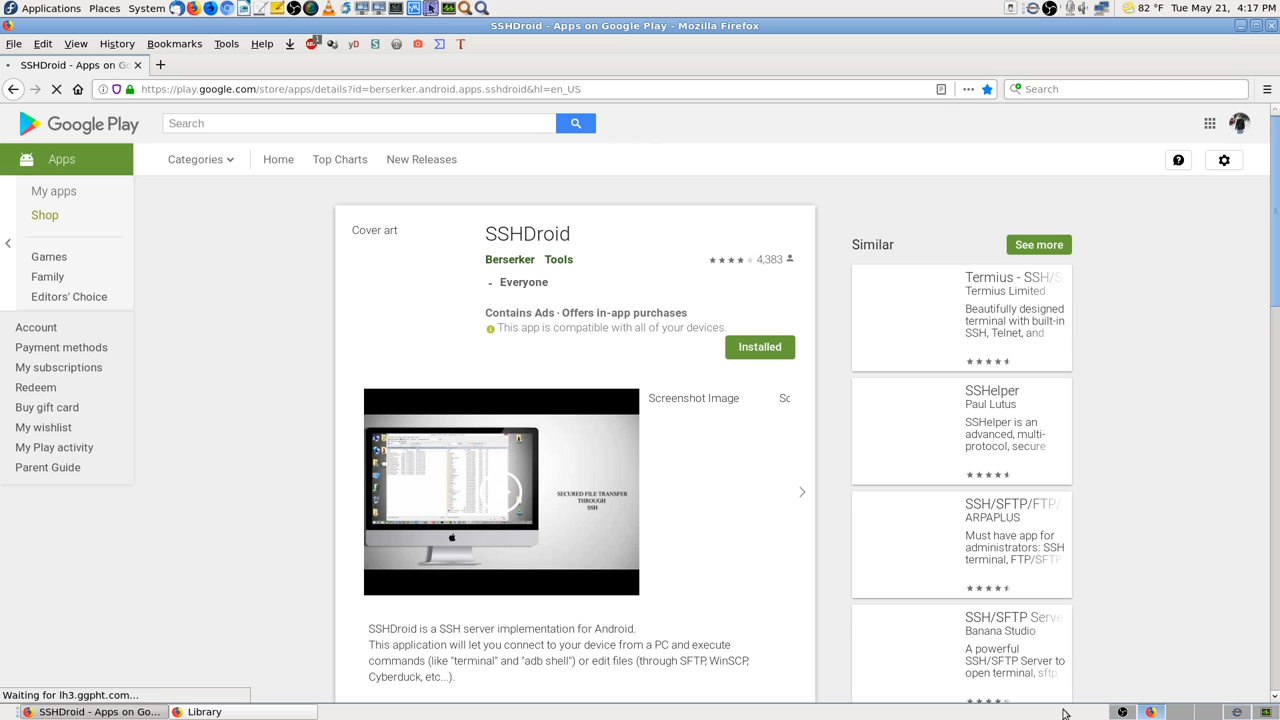 Applications Places System 82 °F Tue May 21, 4:17 PM
SSHDroid - Apps on Google Play - Mozilla Firefox
File Edit View History Bookmarks Tools Help 1 yD S T
SSHDroid - Apps on G
https://play.google.com/store/apps/details?id=berserker.android.apps.sshdroid&hl=en_US Search
Google Play Search
Apps Categories Home Top Charts New Releases
My apps
Shop
Games
Family
Editors' Choice
Account
Payment methods
My subscriptions
Redeem
Buy gift card
My wishlist
My Play activity
Parent Guide
Cover art
SSHDroid
Berserker Tools 4,383
Everyone
Contains Ads · Offers in-app purchases
This app is compatible with all of your devices.
Installed
SECURED FILE TRANSFER
THROUGH
SSH
Screenshot Image Sc
SSHDroid is a SSH server implementation for Android.
This application will let you connect to your device from a PC and execute
commands (like "terminal" and "adb shell") or edit files (through SFTP, WinSCP,
Cyberduck, etc...).
Similar See more
Termius - SSH/S
Termius Limited
Beautifully designed
terminal with built-in
SSH, Telnet, and
SSHelper
Paul Lutus
SSHelper is an
advanced, multi-
protocol, secure
SSH/SFTP/FTP/
ARPAPLUS
Must have app for
administrators: SSH
terminal, FTP/SFTP
SSH/SFTP Serve
Banana Studio
A powerful
SSH/SFTP Server to
open terminal, sftp,
Waiting for lh3.ggpht.com...
SSHDroid - Apps on Go... Library